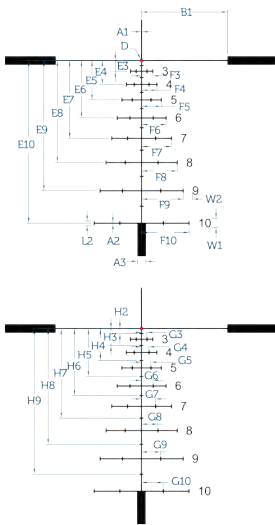 B1
A1
D
E3
3
F3
E4
4
E5
F4
E6
5
F5
E7
6
F6
E8
7
F7
E9
8
F8
E10
9
W2
F9
10
L2
A2
F10
W1
A3
H2
H3
G3
3
H4
4
G4
H5
5
G5
H6
6
G6
H7
7
G7
H8
G8
8
H9
G9
9
G10
10